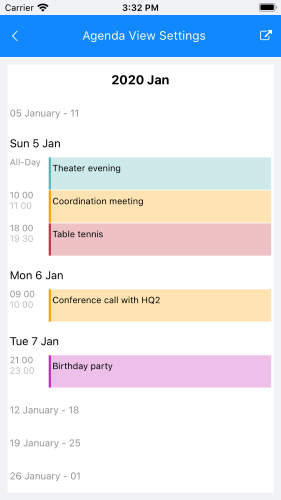 Carrier 3:32 PM
Agenda View Settings
2020 Jan
05 January - 11
Sun 5 Jan
All-Day Theater evening
10 00 Coordination meeting
11 00
18 00 Table tennis
19 30
Mon 6 Jan
09 00 Conference call with HQ2
10 00
Tue 7 Jan
21 00 Birthday party
23 00
12 January - 18
19 January - 25
26 January - 01